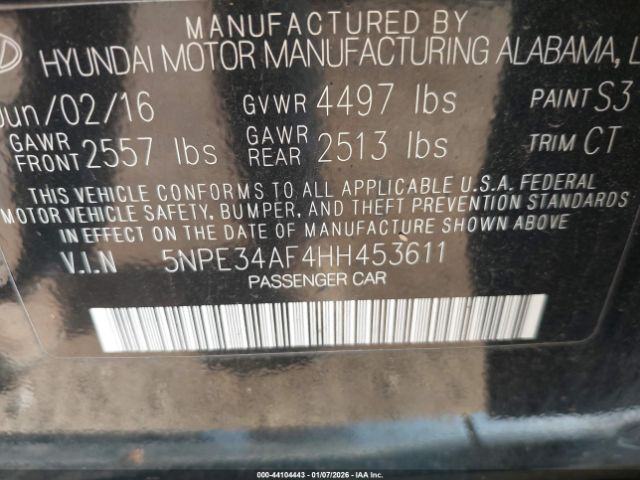 MANUFACTURED BY
HYUNDAI MOTOR MANUFACTURING ALABAMA, L
Jun/02/16 GVWR 4497 lbs PAINT S3
GAWR FRONT 2557 lbs GAWR REAR 2513 lbs TRIM CT
THIS VEHICLE CONFORMS TO ALL APPLICABLE U.S.A. FEDERAL
MOTOR VEHICLE SAFETY, BUMPER, AND THEFT PREVENTION STANDARDS
IN EFFECT ON THE DATE OF MANUFACTURE SHOWN ABOVE
V.I.N 5NPE34AF4HH453611
PASSENGER CAR
000-44104443 - 01/07/2026 - IAAI Inc.